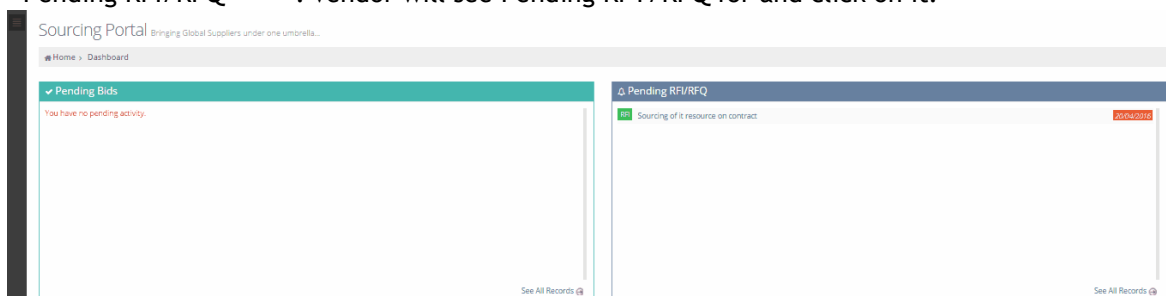 Pending RFI/RFQ : Vendor will see Pending RFI /RFQ for and click on it.
Sourcing Portal Bringing Global Suppliers under one umbrella...
Home > Dashboard
Pending Bids
You have no pending activity.
See All Records
Pending RFI/RFQ
RFI Sourcing of it resource on contract 20/04/2016
See All Records